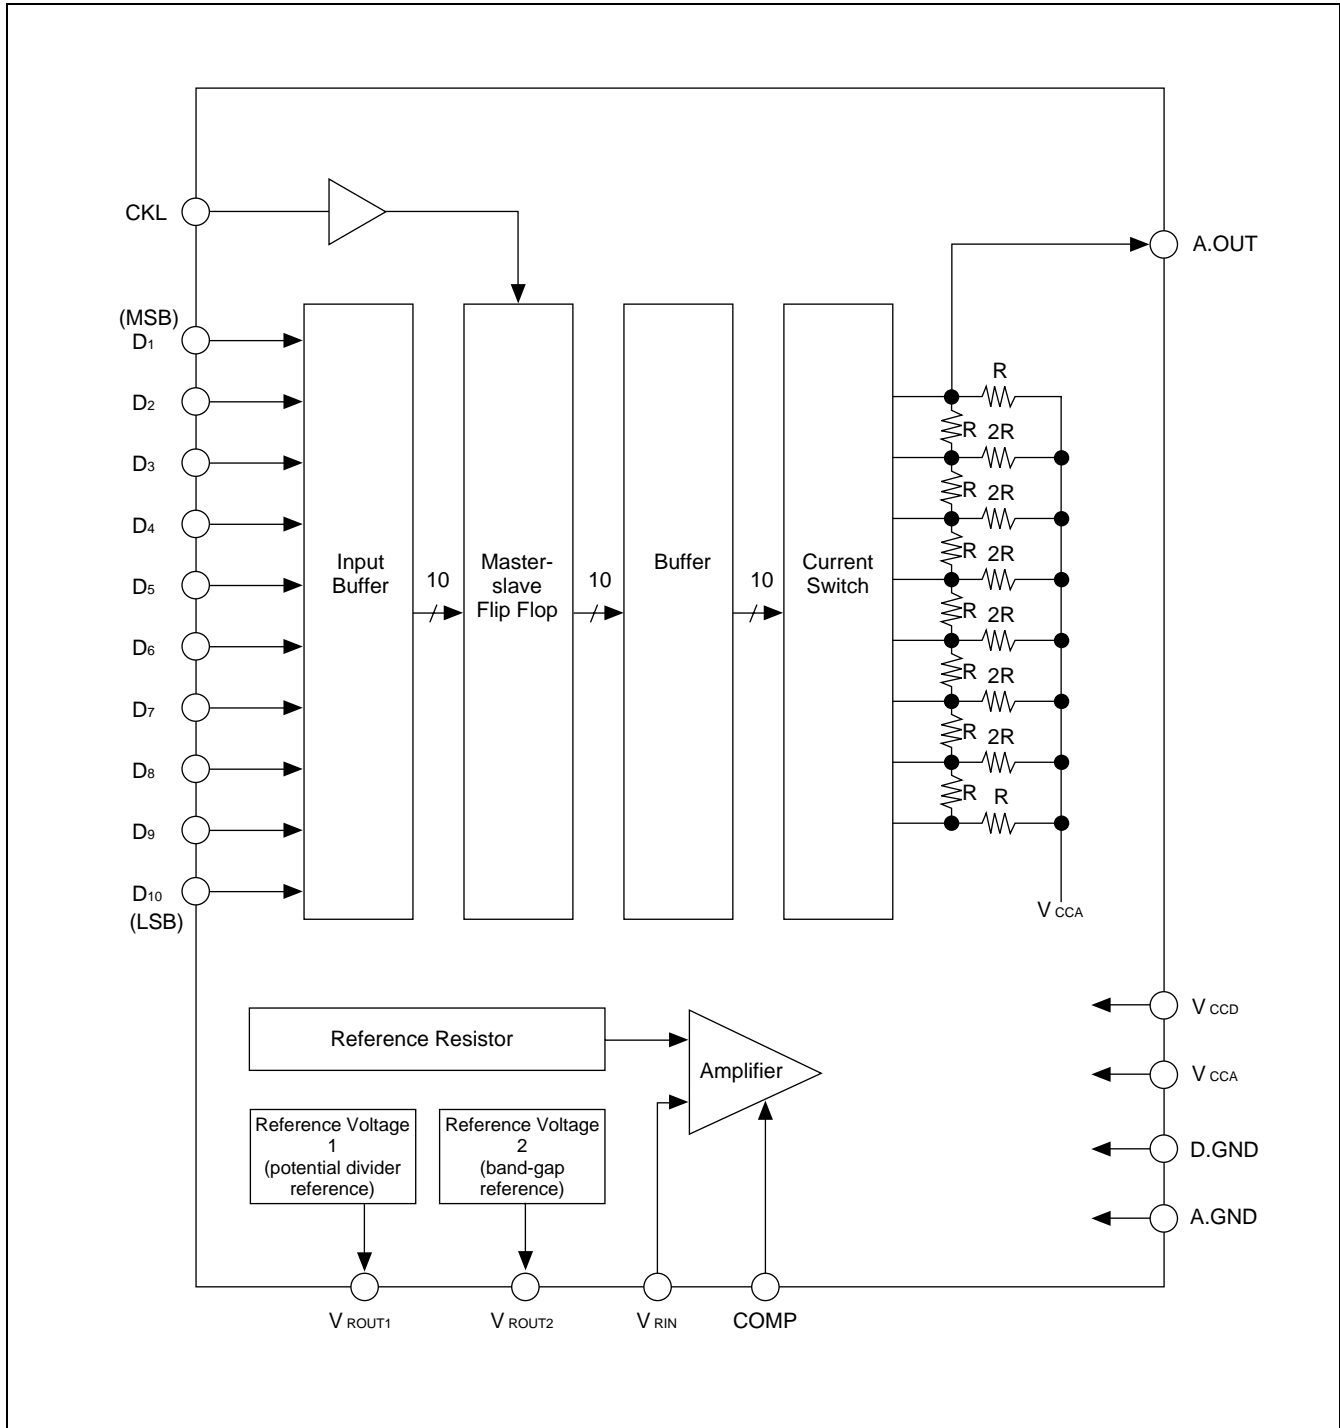 CKL
A.OUT
(MSB)
D1
D2
D3
D4
D5
D6
D7
D8
D9
D10
(LSB)
Input
Buffer
10
Master-
slave
Flip Flop
10
Buffer
10
Current
Switch
R
R
2R
R
2R
R
2R
R
2R
R
2R
R
2R
R
R
V CCA
V CCD
V CCA
D.GND
A.GND
Reference Resistor
Amplifier
Reference Voltage
1
(potential divider
reference)
Reference Voltage
2
(band-gap
reference)
V ROUT1
V ROUT2
V RIN
COMP